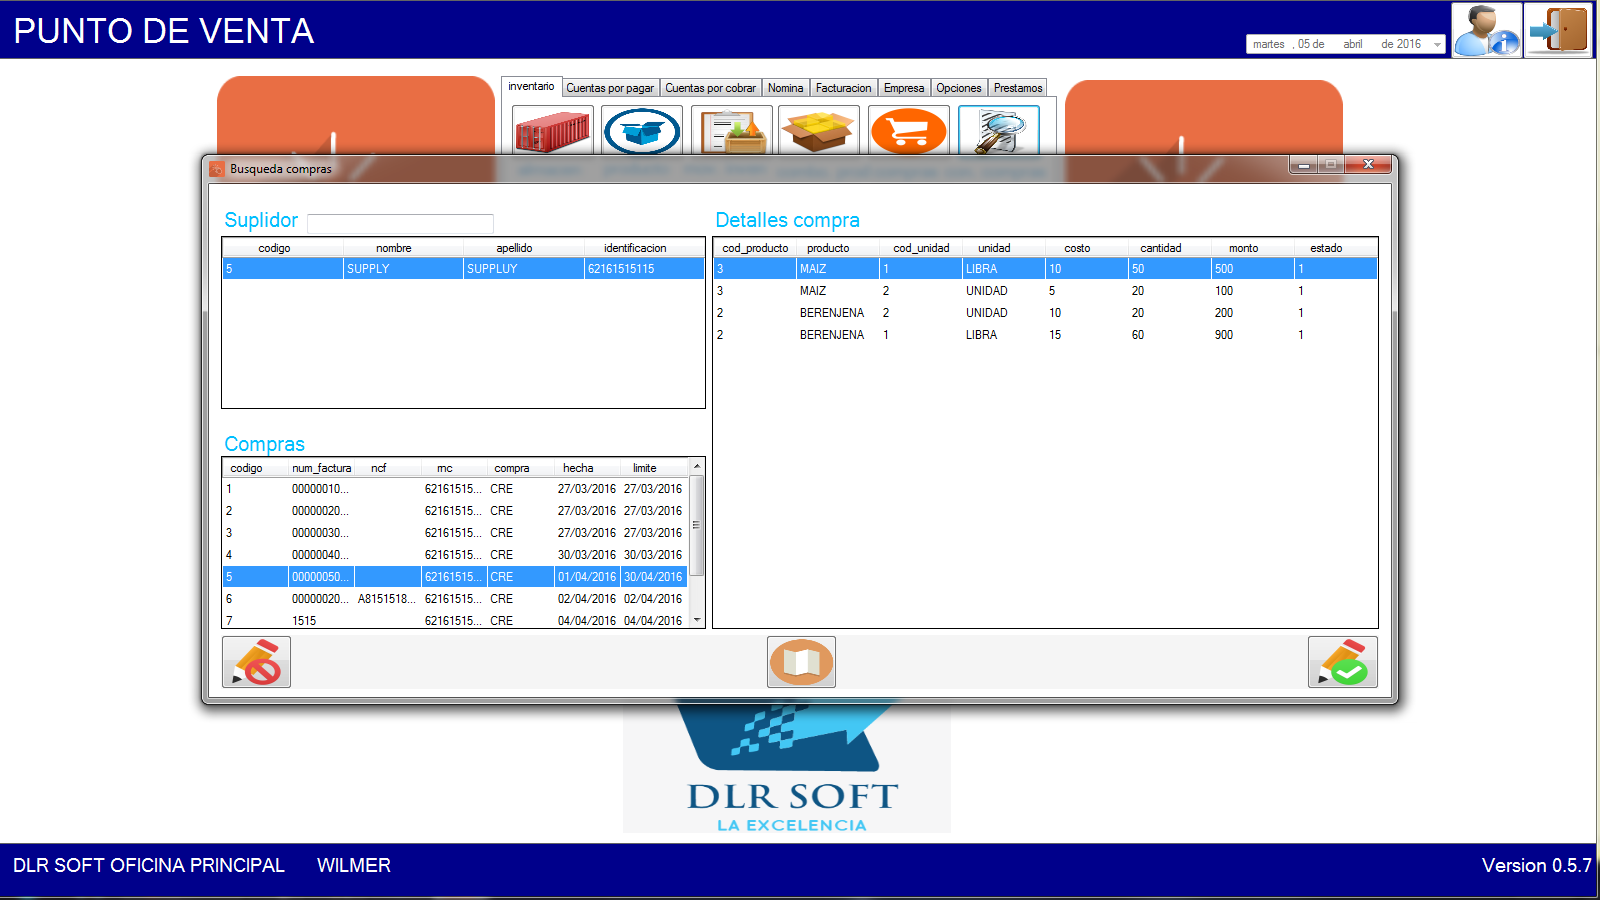 PUNTO DE VENTA
martes , 05 de abril de 2016
inventario Cuentas por pagar Cuentas por cobrar Nomina Facturacion Empresa Opciones Prestamos
Busqueda compras
Suplidor
codigo nombre apellido identificacion
5 SUPPLY SUPPLUY 62161515115
Compras
codigo num_factura ncf rnc compra hecha limite
1 00000010... 62161515... CRE 27/03/2016 27/03/2016
2 00000020... 62161515... CRE 27/03/2016 27/03/2016
3 00000030... 62161515... CRE 27/03/2016 27/03/2016
4 00000040... 62161515... CRE 30/03/2016 30/03/2016
5 00000050... 62161515... CRE 01/04/2016 30/04/2016
6 00000020... A8151518... 62161515... CRE 02/04/2016 02/04/2016
7 1515 62161515... CRE 04/04/2016 04/04/2016
Detalles compra
cod_producto producto cod_unidad unidad costo cantidad monto estado
3 MAIZ 1 LIBRA 10 50 500 1
3 MAIZ 2 UNIDAD 5 20 100 1
2 BERENJENA 2 UNIDAD 10 20 200 1
2 BERENJENA 1 LIBRA 15 60 900 1
DLR SOFT
LA EXCELENCIA
DLR SOFT OFICINA PRINCIPAL WILMER
Version 0.5.7